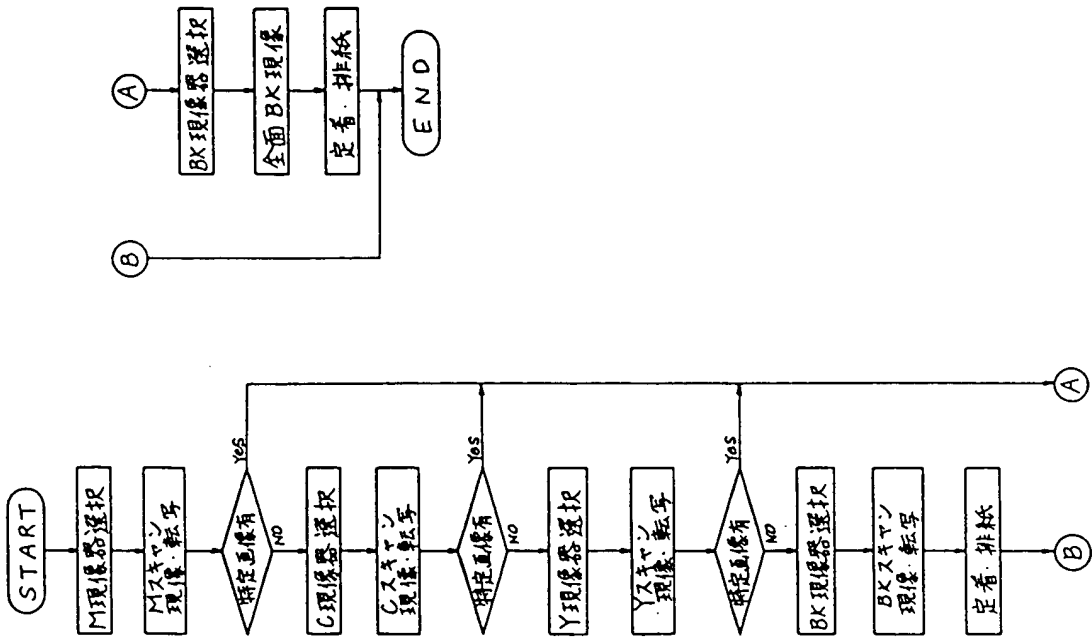 START
M現像器選択
Mスキャン
現像・転写
特定画像有
Yes
NO
C現像器選択
Cスキャン
現像・転写
特定画像有
Yes
NO
Y現像器選択
Yスキャン
現像・転写
特定画像有
Yes
NO
BK現像器選択
BKスキャン
現像・転写
定着・排紙
B
A
A
BK現像器選択
全面BK現像
定着・排紙
END
B